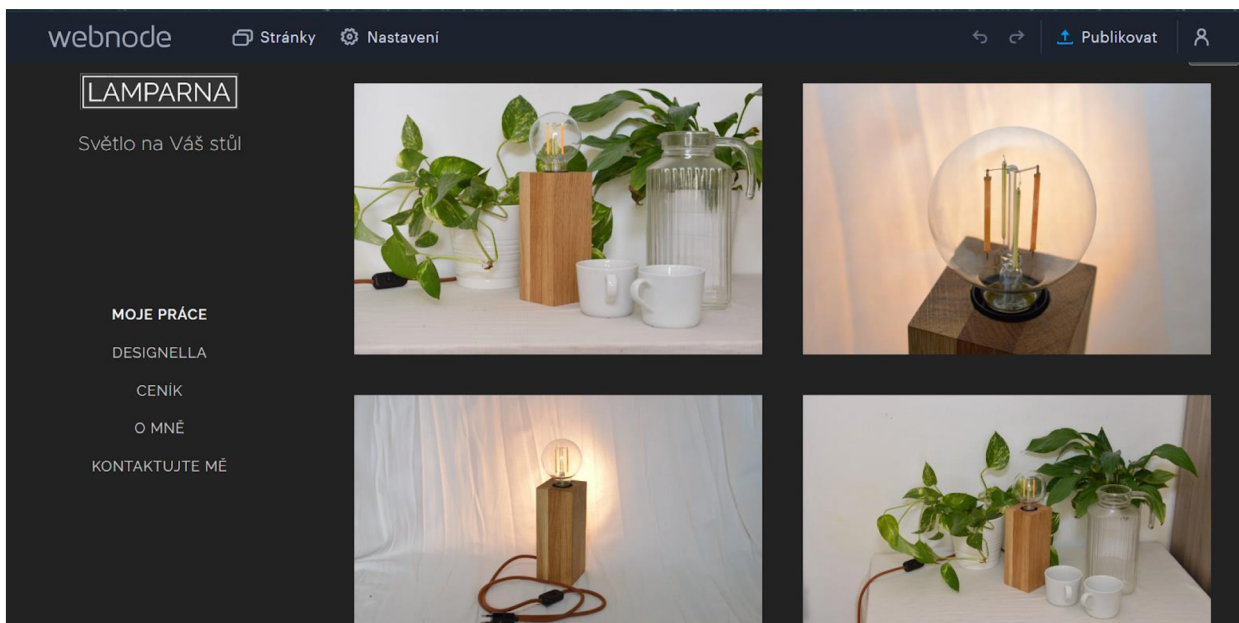 webnode
Stránky
Nastavení
Publikovat
LAMPARNA
Světlo na Váš stůl
MOJE PRÁCE
DESIGNELLA
CENÍK
O MNĚ
KONTAKTUJTE MĚ